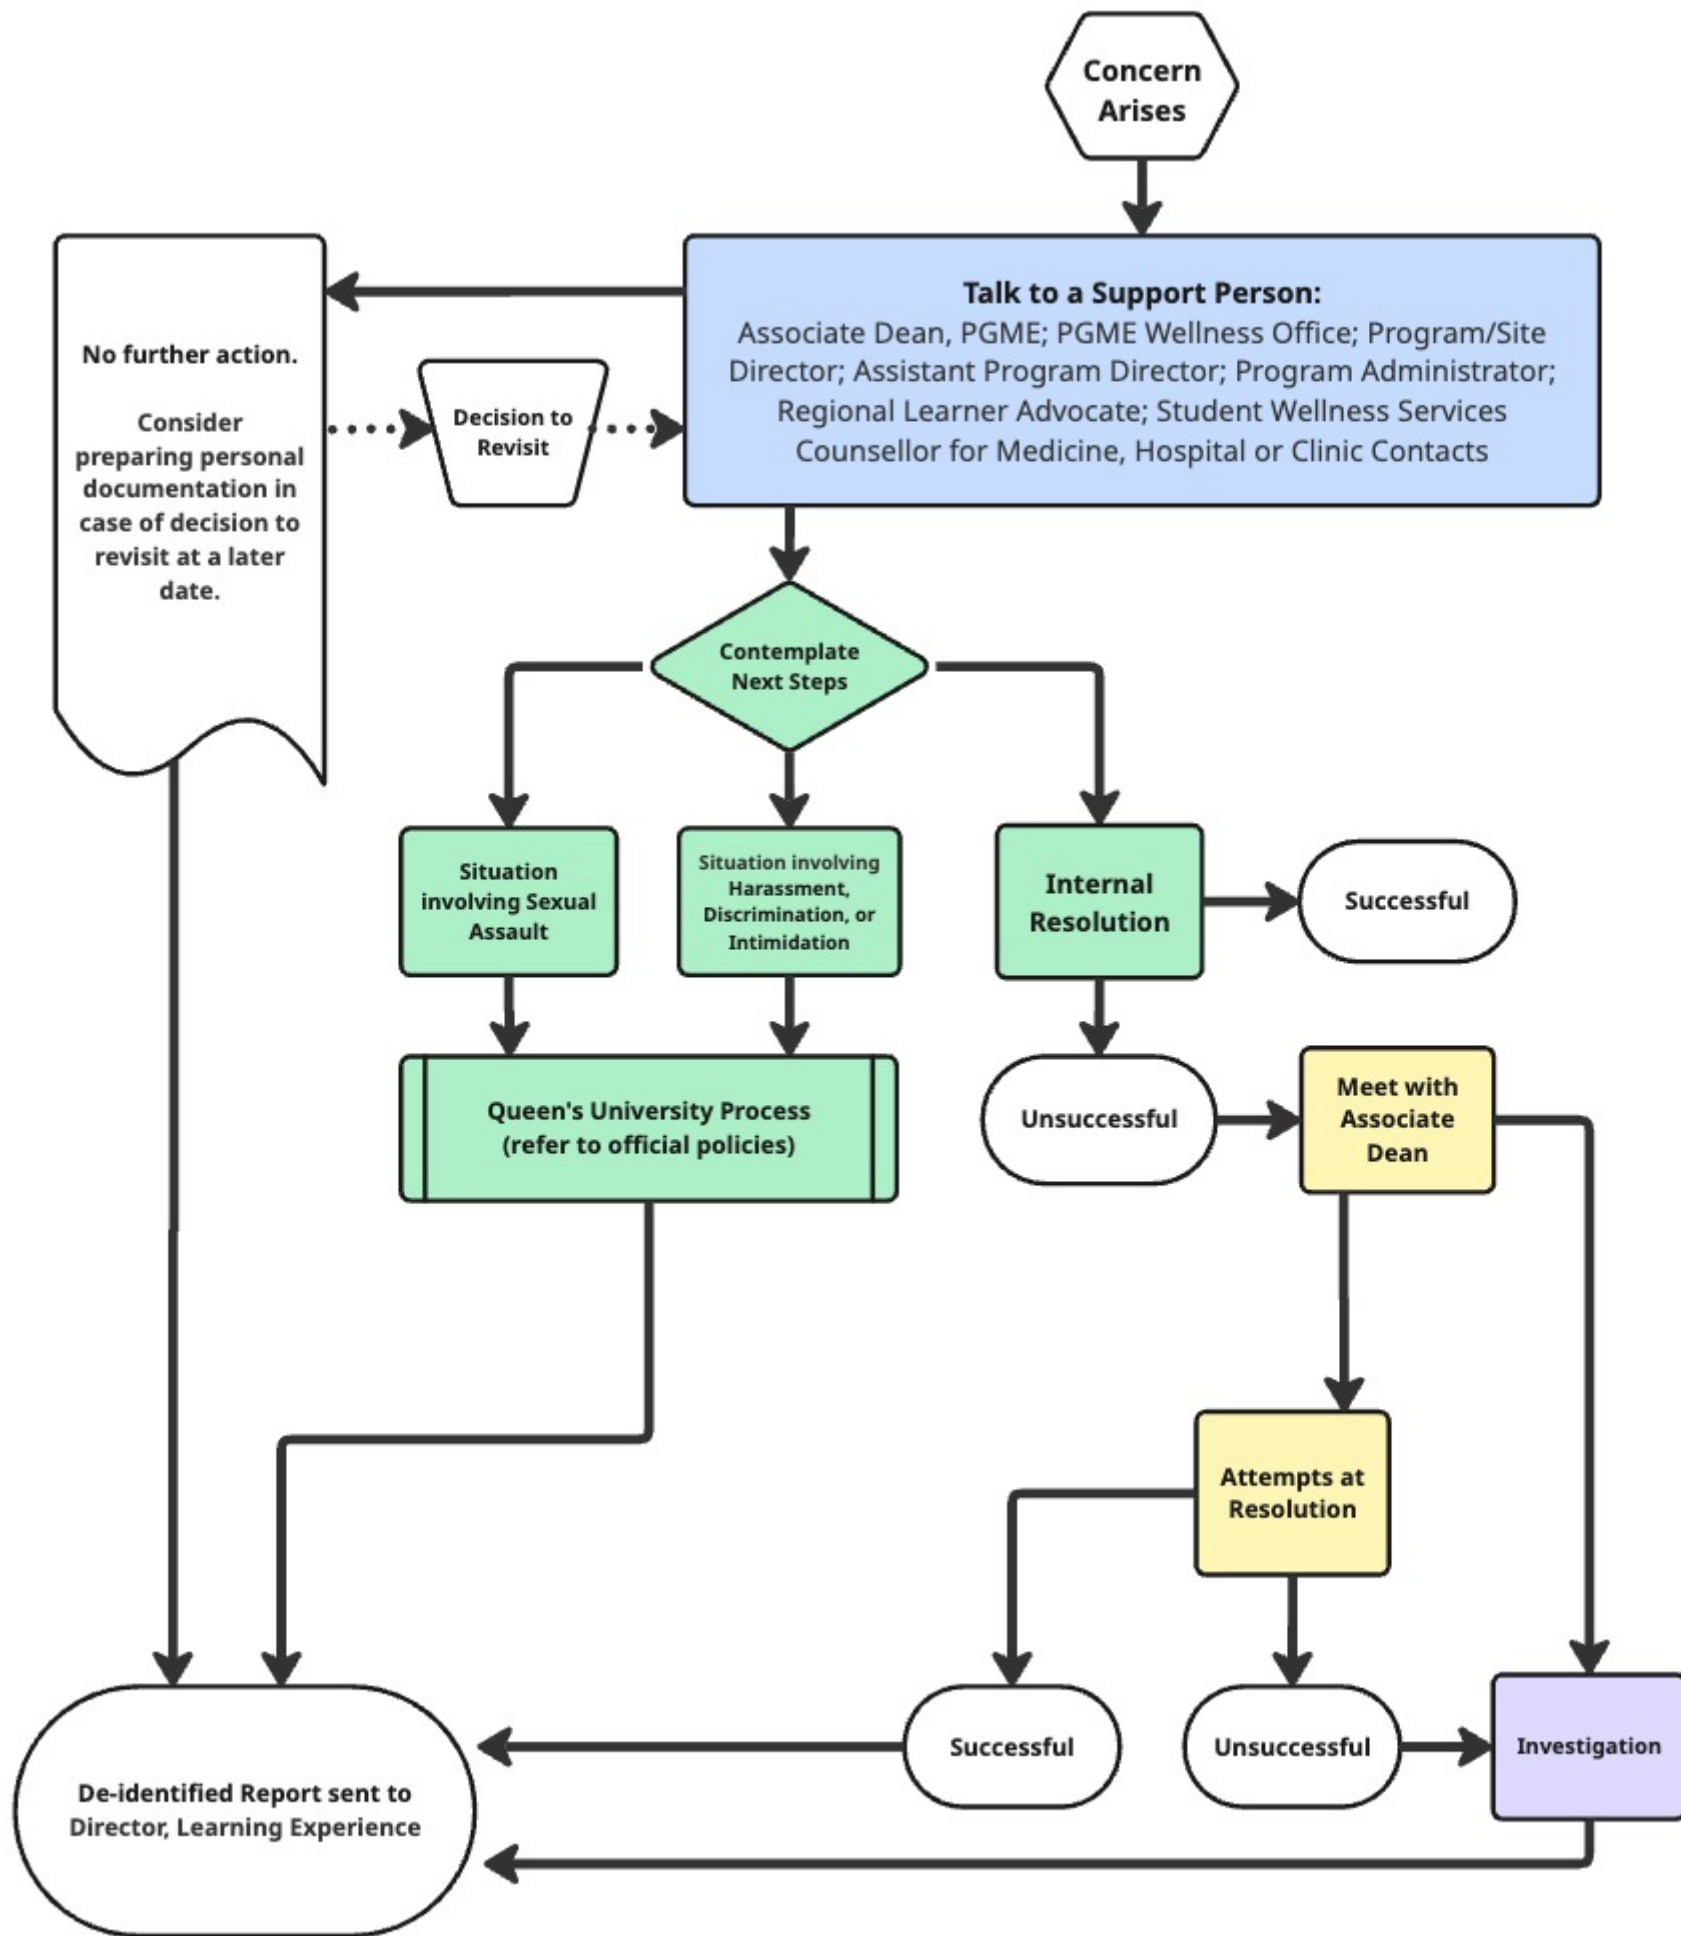 Concern
Arises
Talk to a Support Person:
Associate Dean, PGME; PGME Wellness Office; Program/Site
Director; Assistant Program Director; Program Administrator;
Regional Learner Advocate; Student Wellness Services
Counsellor for Medicine, Hospital or Clinic Contacts
No further action.
Consider
preparing personal
documentation in
case of decision to
revisit at a later
date.
Decision to
Revisit
Contemplate
Next Steps
Situation
involving Sexual
Assault
Situation involving
Harassment,
Discrimination, or
Intimidation
Internal
Resolution
Successful
Queen's University Process
(refer to official policies)
Unsuccessful
Meet with
Associate
Dean
Attempts at
Resolution
Successful
Unsuccessful
Investigation
De-identified Report sent to
Director, Learning Experience